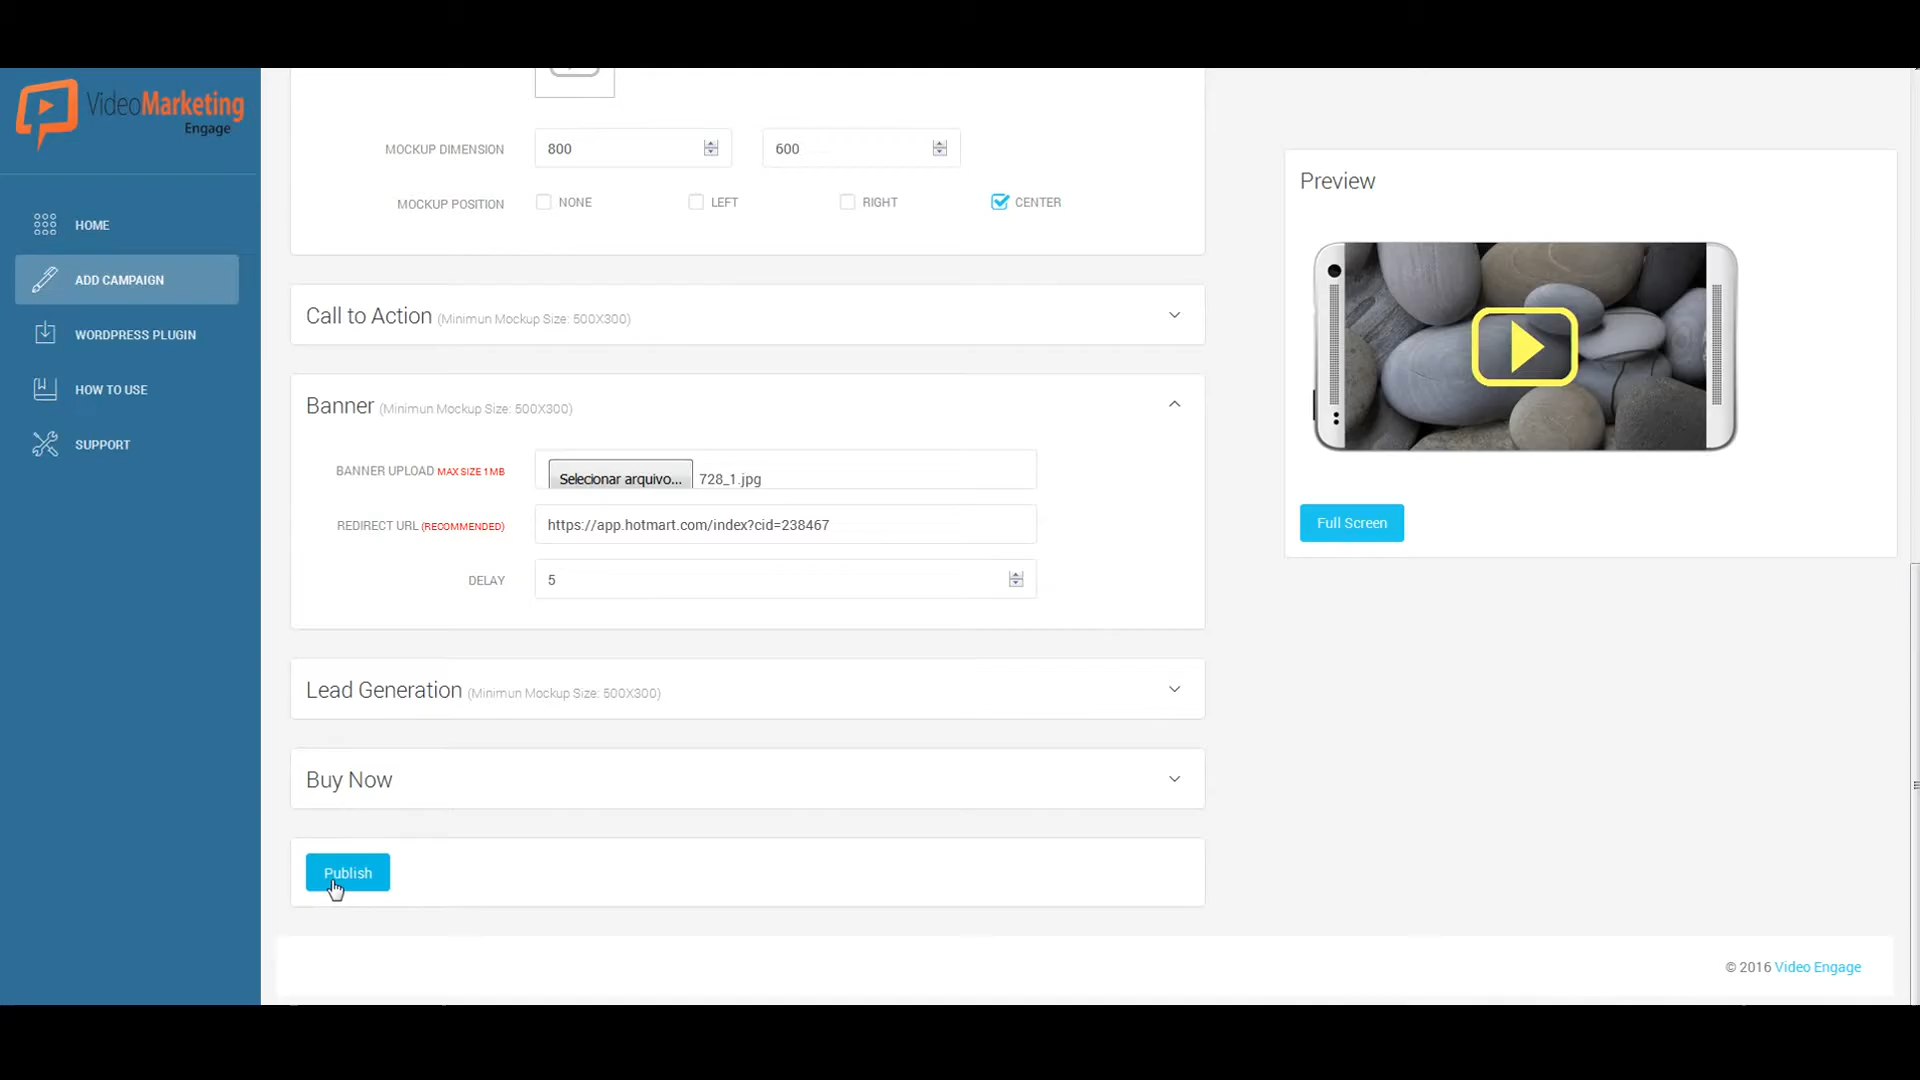 VideoMarketing
Engage
HOME
ADD CAMPAIGN
WORDPRESS PLUGIN
HOW TO USE
SUPPORT
MOCKUP DIMENSION 800 600
MOCKUP POSITION NONE LEFT RIGHT CENTER
Call to Action (Minimun Mockup Size: 500X300)
Banner (Minimun Mockup Size: 500X300)
BANNER UPLOAD MAX SIZE 1MB Selecionar arquivo... 728_1.jpg
REDIRECT URL (RECOMMENDED) https://app.hotmart.com/index?cid=238467
DELAY 5
Lead Generation (Minimun Mockup Size: 500X300)
Buy Now
Publish
Preview
Full Screen
© 2016 Video Engage